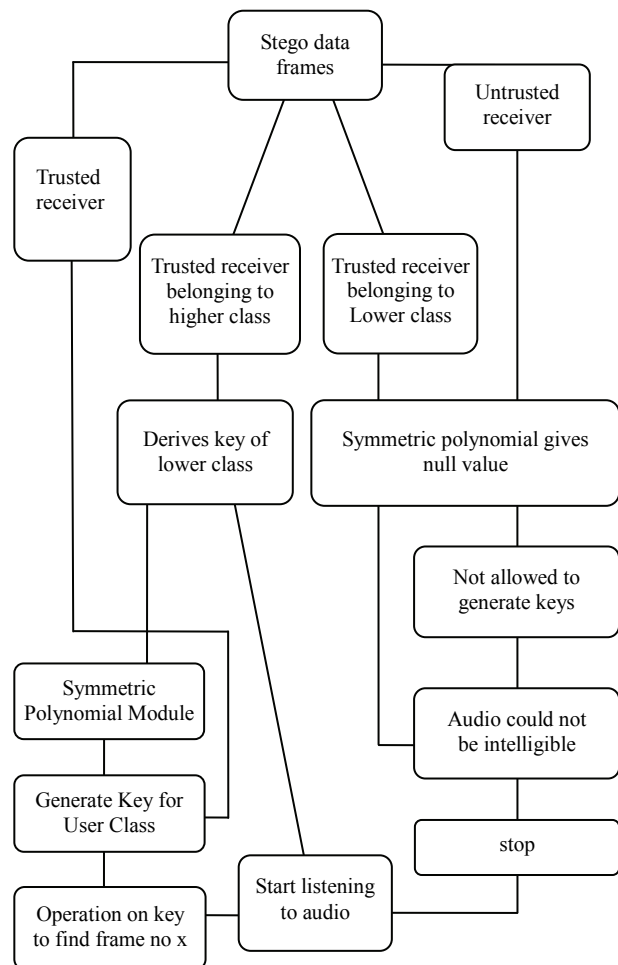 Stego data
frames
Untrusted
receiver
Trusted
receiver
Trusted receiver
belonging to
higher class
Trusted receiver
belonging to
Lower class
Derives key of
lower class
Symmetric polynomial gives
null value
Not allowed to
generate keys
Symmetric
Polynomial Module
Audio could not
be intelligible
Generate Key for
User Class
stop
Start listening
to audio
Operation on key
to find frame no x